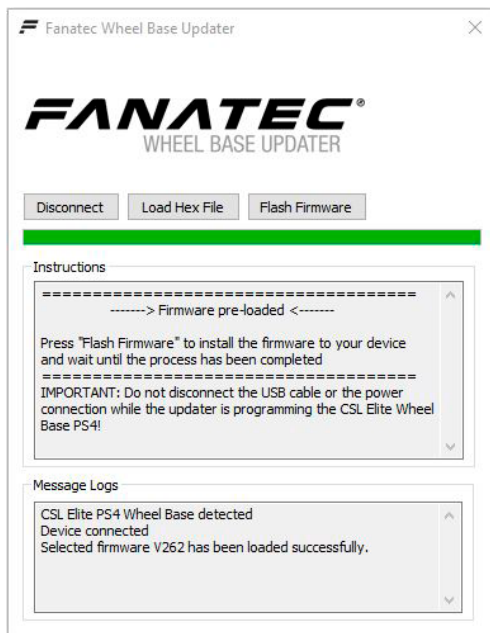 Fanatec Wheel Base Updater
FANATEC®
WHEEL BASE UPDATER
Disconnect Load Hex File Flash Firmware
Instructions
=====================================
-------> Firmware pre-loaded <-------
Press "Flash Firmware" to install the firmware to your device
and wait until the process has been completed
=====================================
IMPORTANT: Do not disconnect the USB cable or the power
connection while the updater is programming the CSL Elite Wheel
Base PS4!
Message Logs
CSL Elite PS4 Wheel Base detected
Device connected
Selected firmware V262 has been loaded successfully.